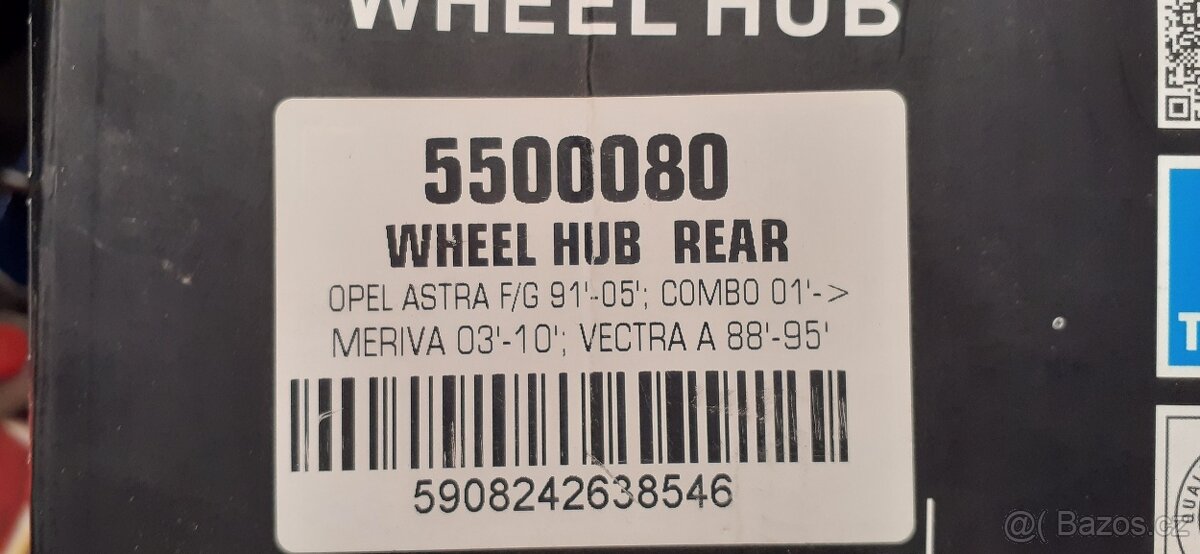 WHEEL HUB
5500080
WHEEL HUB REAR
OPEL ASTRA F/G 91'-05'; COMBO 01'->
MERIVA 03'-10'; VECTRA A 88'-95'
5908242638546
T
QUAL
@( Bazos.cz